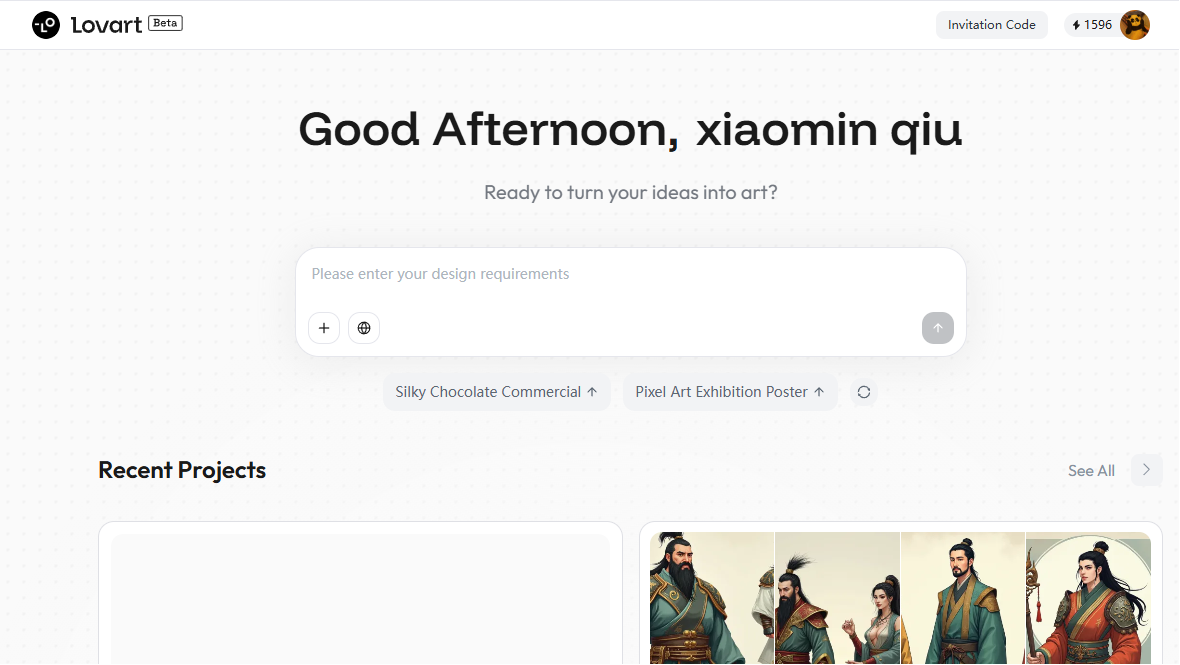 Lovart Beta
Invitation Code
1596
Good Afternoon, xiaomin qiu
Ready to turn your ideas into art?
Please enter your design requirements
Silky Chocolate Commercial
Pixel Art Exhibition Poster
Recent Projects
See All